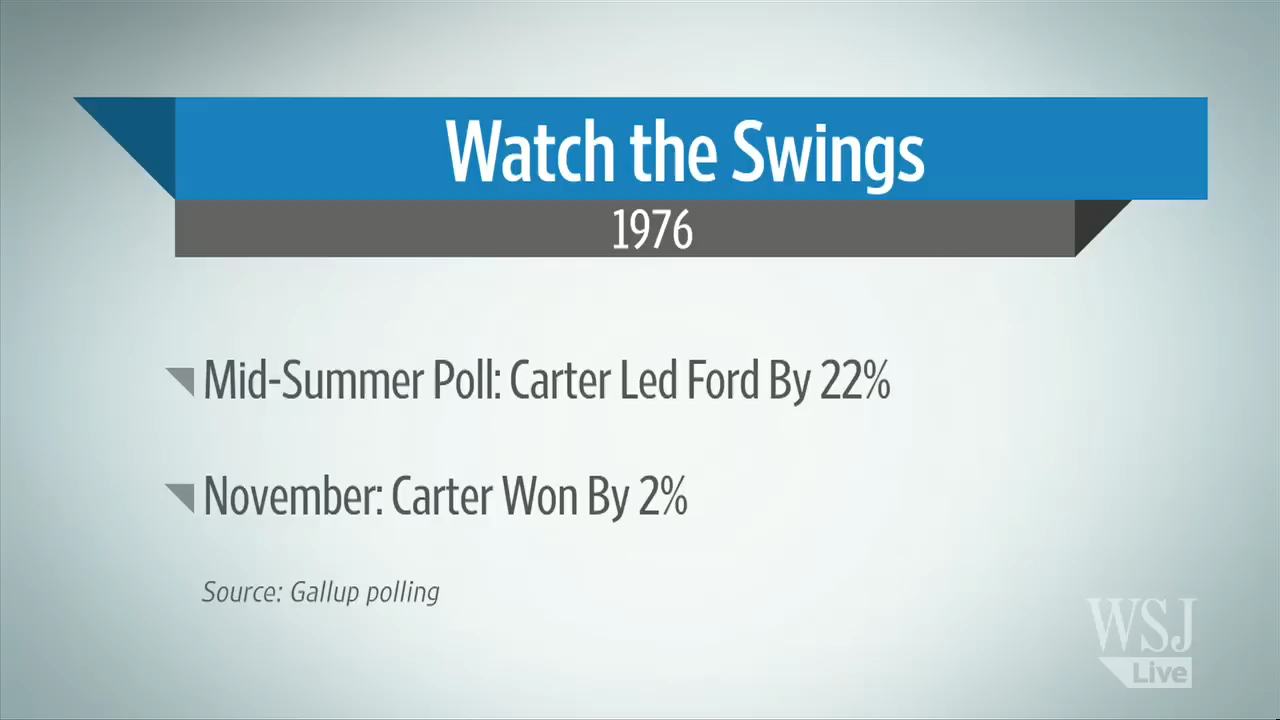 Watch the Swings
1976
Mid-Summer Poll: Carter Led Ford By 22%
November: Carter Won By 2%
Source: Gallup polling
WSJ
Live